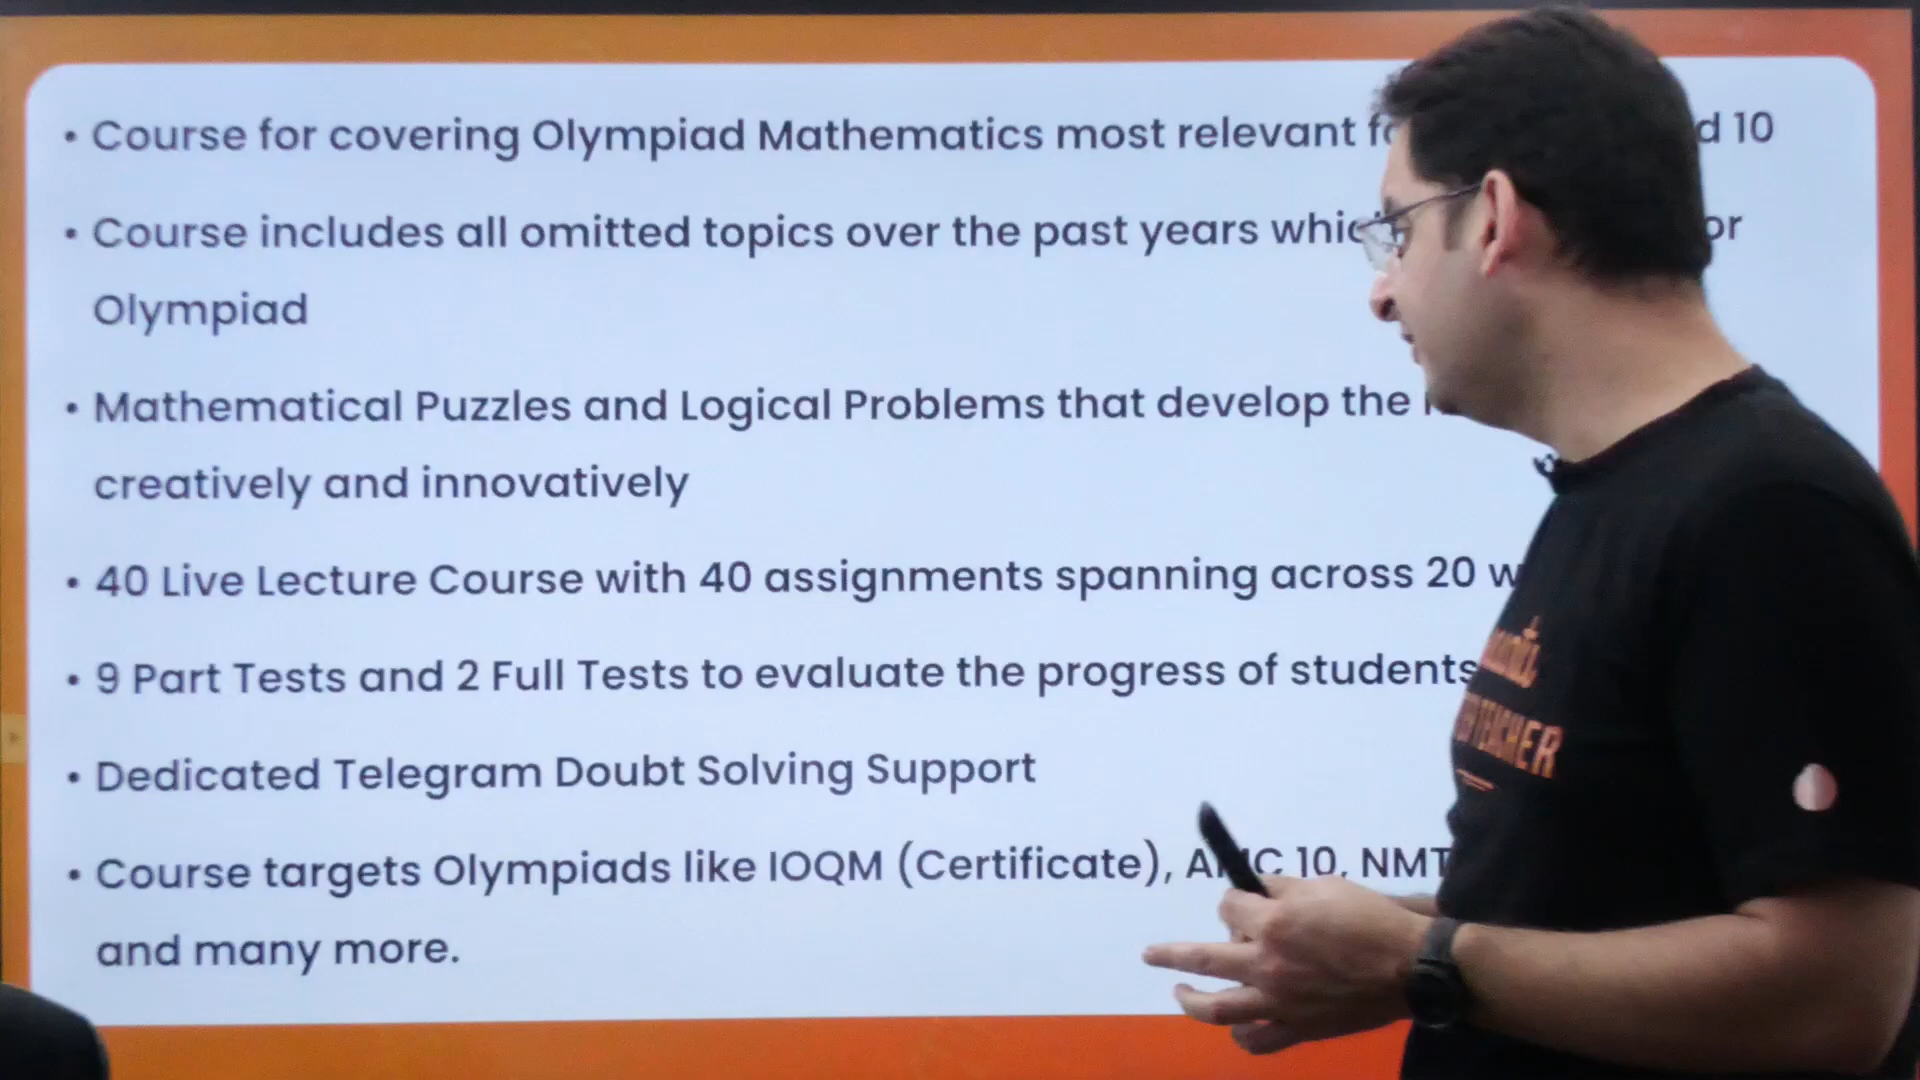 • Course for covering Olympiad Mathematics most relevant 10
• Course includes all omitted topics over the past years
Olympiad
• Mathematical Puzzles and Logical Problems that develop the
creatively and innovatively
• 40 Live Lecture Course with 40 assignments spanning across 20
• 9 Part Tests and 2 Full Tests to evaluate the progress of students
• Dedicated Telegram Doubt Solving Support
• Course targets Olympiads like IOQM (Certificate), 10,
and many more.
TEACHER